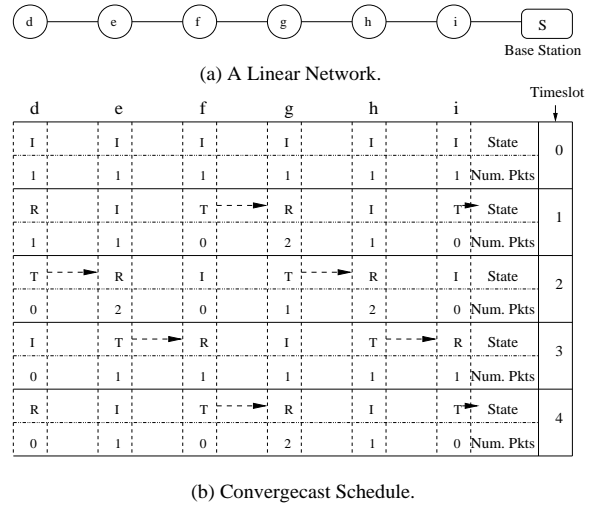 d e f g h i S
Base Station
(a) A Linear Network.
Timeslot
d e f g h i
I I I I I I State
0
1 1 1 1 1 1 Num. Pkts
R I T R I T State
1
1 1 0 2 1 0 Num. Pkts
T R I T R I State
2
0 2 0 1 2 0 Num. Pkts
I T R I T R State
3
0 1 1 1 1 1 Num. Pkts
R I T R I T State
4
0 1 0 2 1 0 Num. Pkts
(b) Convergecast Schedule.